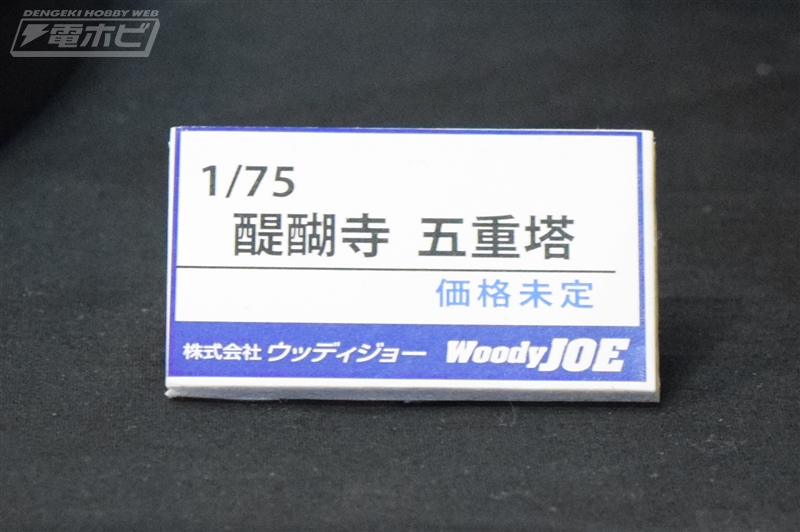 DENGEKI HOBBY WEB
電ホビ
1/75
醍醐寺 五重塔
価格未定
株式会社 ウッディジョー WoodyJOE